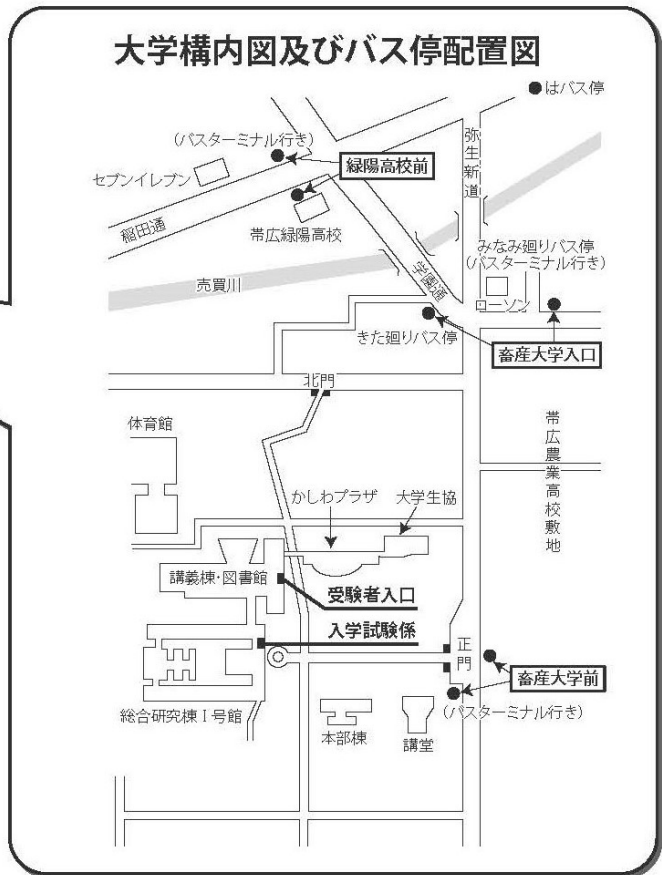 大学構内図及びバス停配置図
●はバス停
(バスターミナル行き)
緑陽高校前
弥生新道
セブンイレブン
稲田通
帯広緑陽高校
みなみ廻りバス停
(バスターミナル行き)
売買川
学園通
ローソン
きた廻りバス停
畜産大学入口
北門
体育館
帯広農業高校敷地
かしわプラザ
大学生協
講義棟・図書館
受験者入口
入学試験係
正門
畜産大学前
(バスターミナル行き)
総合研究棟Ⅰ号館
本部棟
講堂